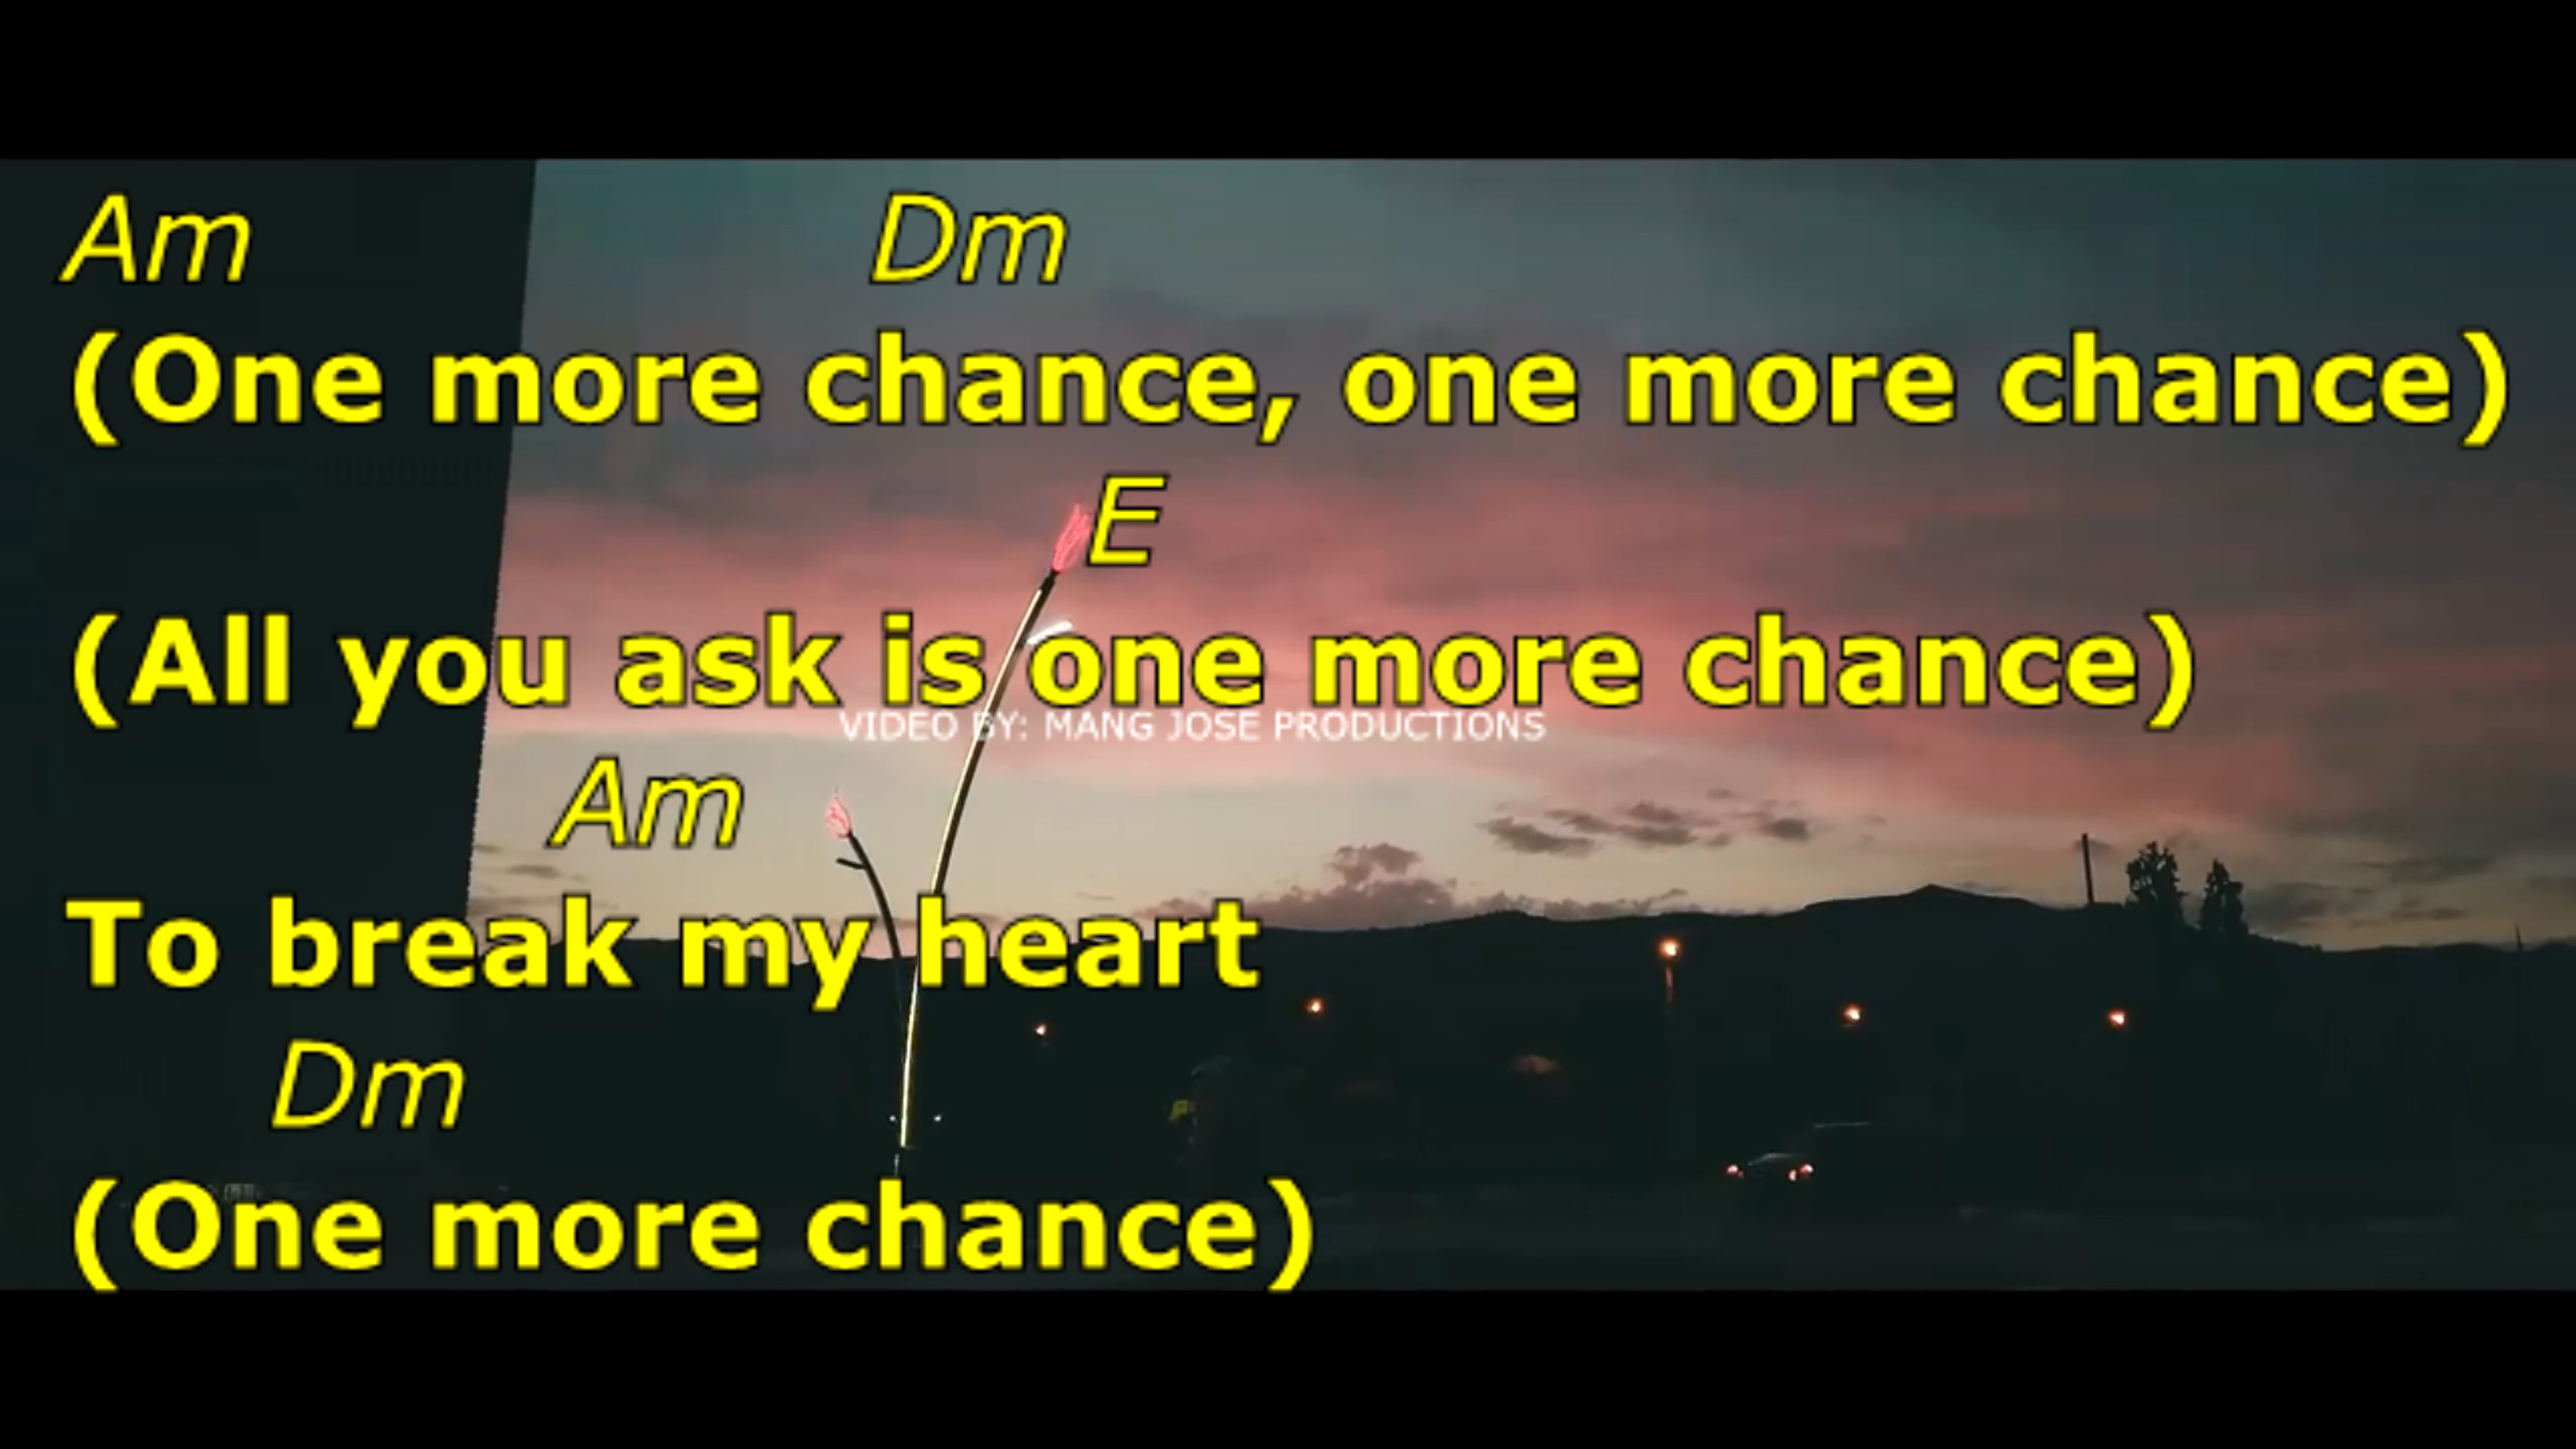 Am Dm
(One more chance, one more chance)
E
(All you ask is one more chance)
VIDEO BY: MANG JOSE PRODUCTIONS
Am
To break my heart
Dm
(One more chance)